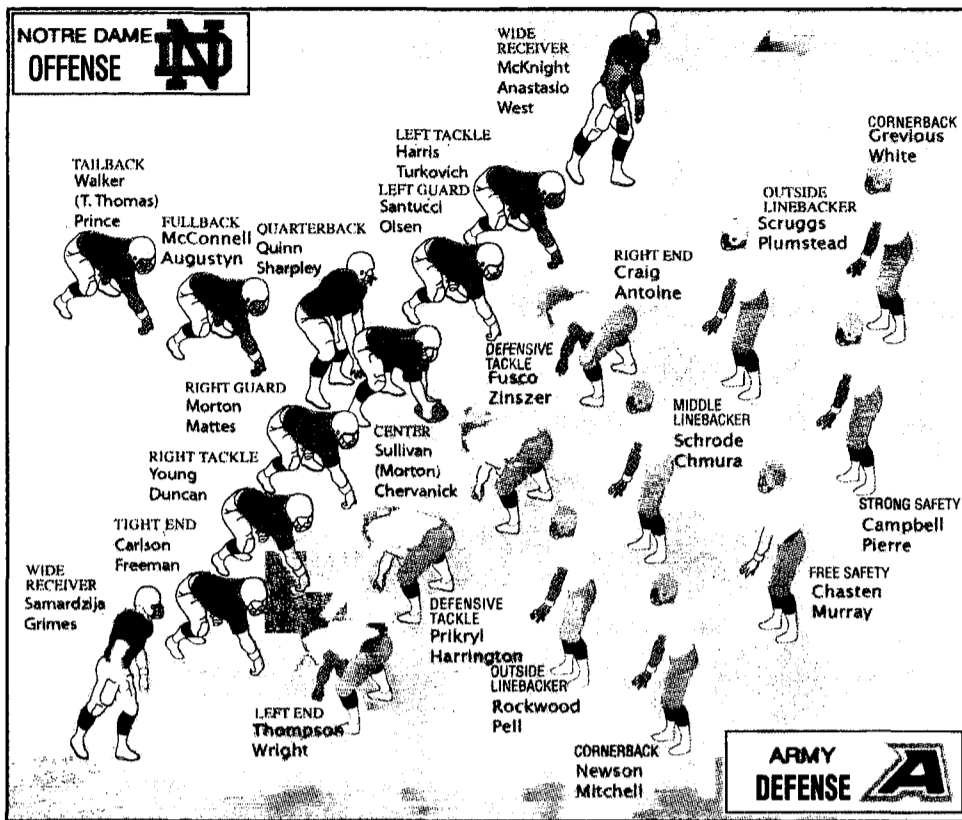 NOTRE DAME
OFFENSE
ND
WIDE
RECEIVER
McKnight
Anastasio
West
CORNERBACK
Grevious
White
LEFT TACKLE
Harris
Turkovich
LEFT GUARD
Santucci
Olsen
TAILBACK
Walker
(T. Thomas)
Prince
FULLBACK
McConnell
Augustyn
QUARTERBACK
Quinn
Sharpley
OUTSIDE
LINEBACKER
Scruggs
Plumstead
RIGHT END
Craig
Antoine
DEFENSIVE
TACKLE
Fusco
Zinszer
RIGHT GUARD
Morton
Mattes
CENTER
Sullivan
(Morton)
Chervanick
MIDDLE
LINEBACKER
Schrode
Chmura
RIGHT TACKLE
Young
Duncan
STRONG SAFETY
Campbell
Pierre
TIGHT END
Carlson
Freeman
FREE SAFETY
Chasten
Murray
WIDE
RECEIVER
Samardzija
Grimes
DEFENSIVE
TACKLE
Prikryl
Harrington
OUTSIDE
LINEBACKER
Rockwood
Pell
LEFT END
Thompson
Wright
CORNERBACK
Newson
Mitchell
ARMY
DEFENSE
A